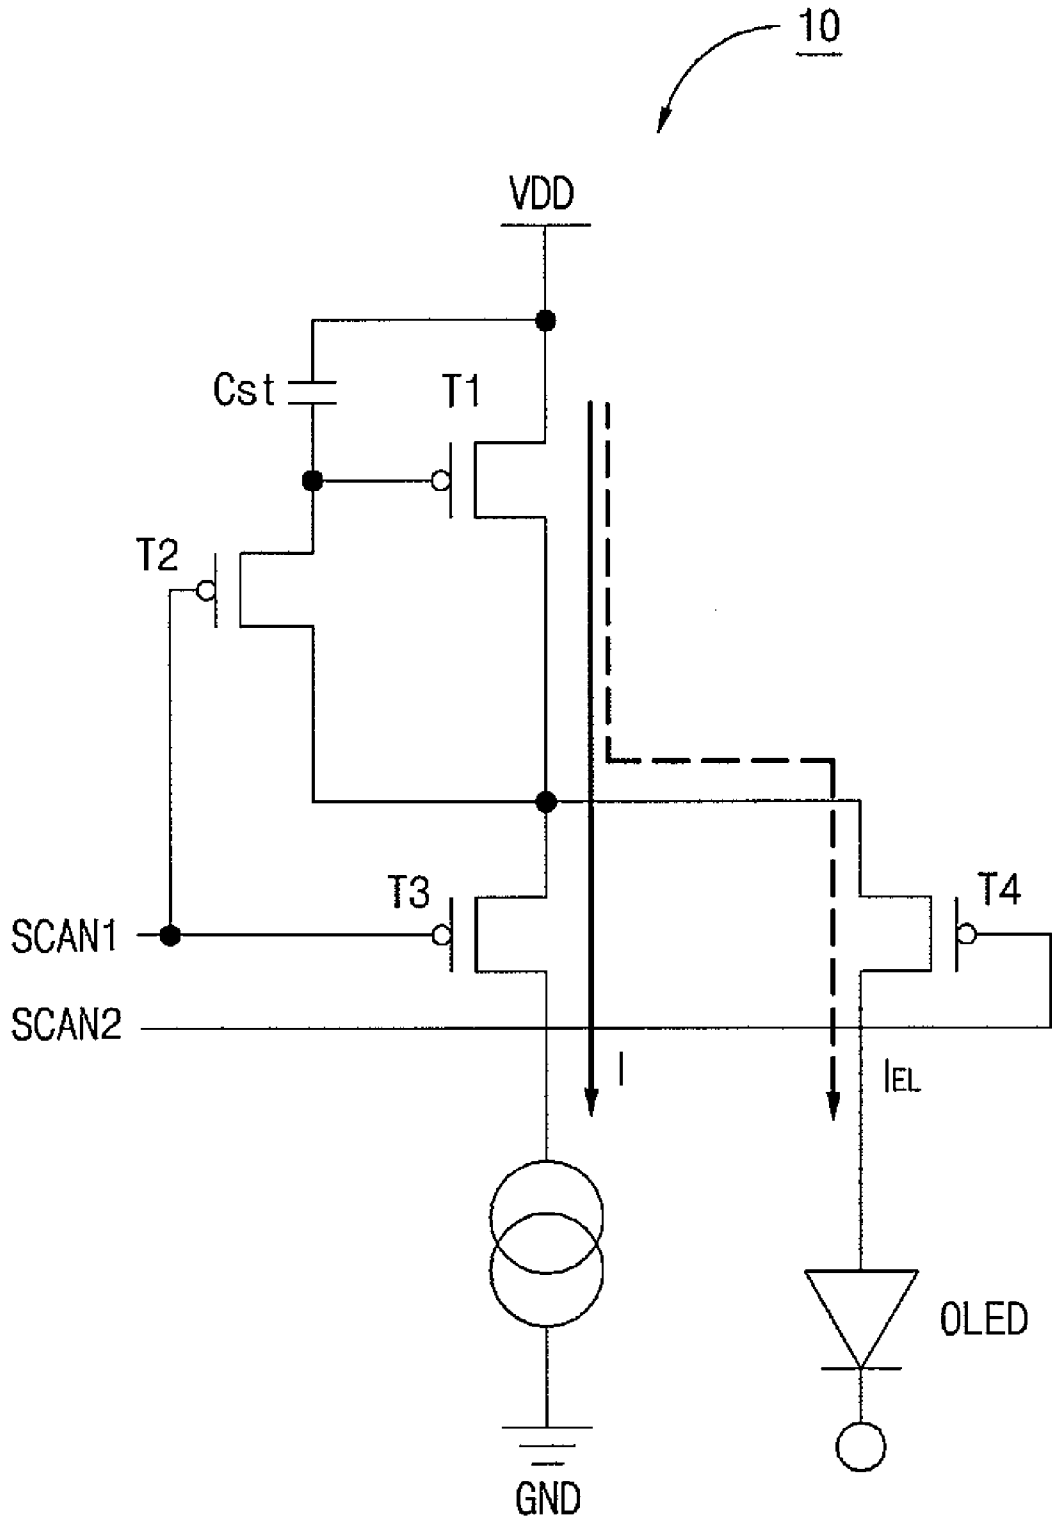 10
VDD
Cst
T1
T2
T3
T4
SCAN1
SCAN2
I
IEL
OLED
GND